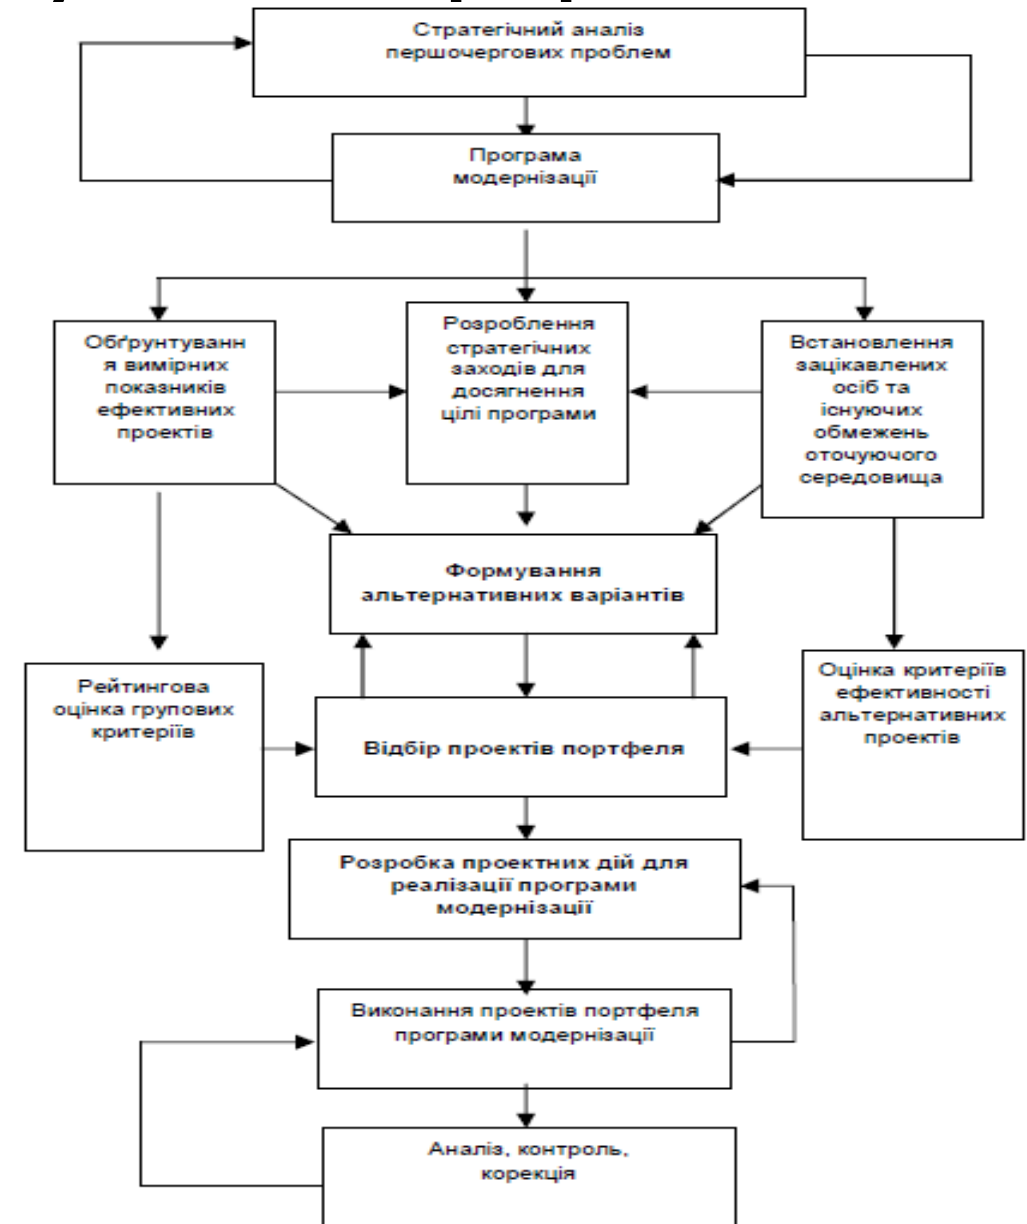 Стратегічний аналіз
першочергових проблем
Програма
модернізації
Обґрунтуванн
я вимірних
показників
ефективних
проектів
Розроблення
стратегічних
заходів для
досягнення
цілі програми
Встановлення
зацікавлених
осіб та
існуючих
обмежень
оточуючого
середовища
Формування
альтернативних варіантів
Рейтингова
оцінка групових
критеріїв
Відбір проектів портфеля
Оцінка критеріїв
ефективності
альтернативних
проектів
Розробка проектних дій для
реалізації програми
модернізації
Виконання проектів портфеля
програми модернізації
Аналіз, контроль,
корекція